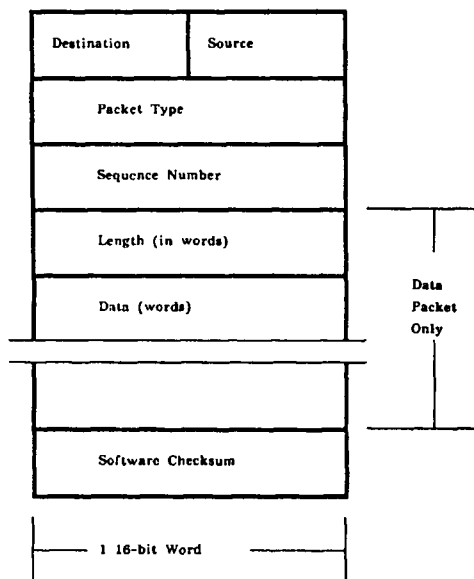 Destination Source
Packet Type
Sequence Number
Length (in words)
Data (words)
Data
Packet
Only
Software Checksum
1 16-bit Word